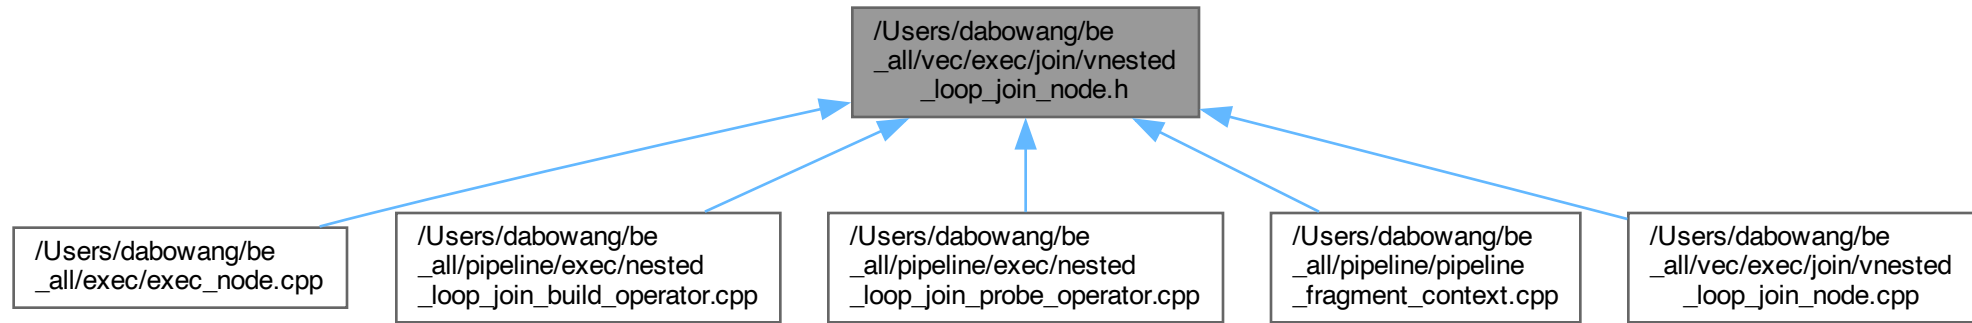 /Users/dabowang/be
_all/vec/exec/join/vnested
_loop_join_node.h
/Users/dabowang/be
_all/exec/exec_node.cpp
/Users/dabowang/be
_all/pipeline/exec/nested
_loop_join_build_operator.cpp
/Users/dabowang/be
_all/pipeline/exec/nested
_loop_join_probe_operator.cpp
/Users/dabowang/be
_all/pipeline/pipeline
_fragment_context.cpp
/Users/dabowang/be
_all/vec/exec/join/vnested
_loop_join_node.cpp